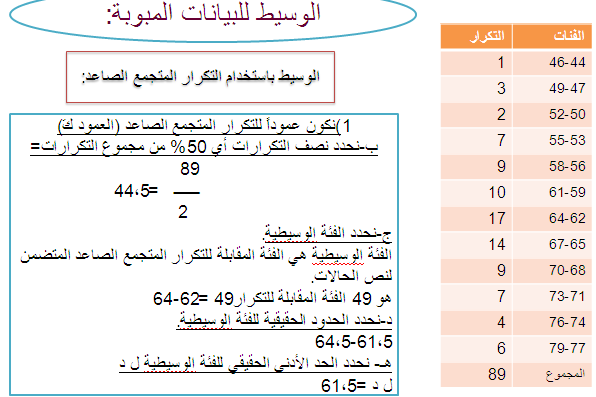 الوسيط للبيانات المبوبة:
الوسيط باستخدام التكرار المتجمع الصاعد:
1)نكون عموداً للتكرار المتجمع الصاعد (العمود ك)
ب-نحدد نصف التكرارات أي 50% من مجموع التكرارات=
89
ــــــ =44،5
2
ج-نحدد الفئة الوسيطية.
الفئة الوسيطية هي الفئة المقابلة للتكرار المتجمع الصاعد المتضمن
لنص الحالات.
هو 49 الفئة المقابلة للتكرار49 =62-64
د-نحدد الحدود الحقيقية للفئة الوسيطية.
61،5-64،5
هـ- نحدد الحد الأدنى الحقيقي للفئة الوسيطية ل د
ل د =61،5
الفئات التكرار
46-44 1
49-47 3
52-50 2
55-53 7
58-56 9
61-59 10
64-62 17
67-65 14
70-68 9
73-71 7
76-74 4
79-77 6
المجموع 89